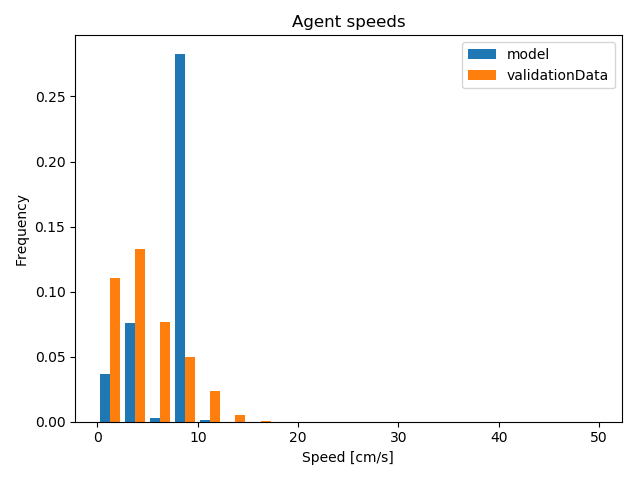 Agent speeds
model
validationData
Frequency
0.25
0.20
0.15
0.10
0.05
0.00
0 10 20 30 40 50
Speed [cm/s]